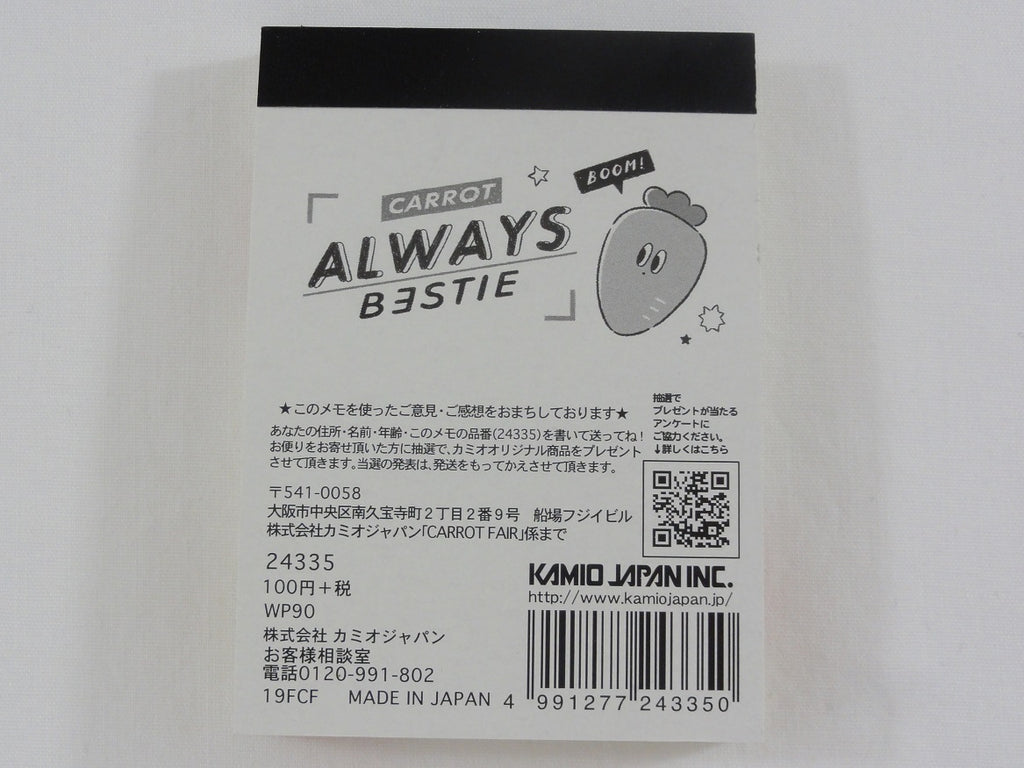 BOOM!
CARROT
ALWAYS
BƎSTIE
★このメモを使ったご意見・ご感想をおまちしております★
あなたの住所・名前・年齢・このメモの品番(24335)を書いて送ってね!
お便りをお寄せ頂いた方に抽選で、カミオオリジナル商品をプレゼント
させて頂きます。当選の発表は、発送をもってかえさせて頂きます。
抽選で
プレゼントが当たる
アンケートに
ご協力ください。
↓詳しくはこちら
〒541-0058
大阪市中央区南久宝寺町2丁目2番9号 船場フジイビル
株式会社カミオジャパン「CARROT FAIR」係まで
24335
100円+税
WP90
株式会社 カミオジャパン
お客様相談室
電話0120-991-802
19FCF MADE IN JAPAN
KAMIO JAPAN INC.
http://www.kamiojapan.jp/
4 991277 243350